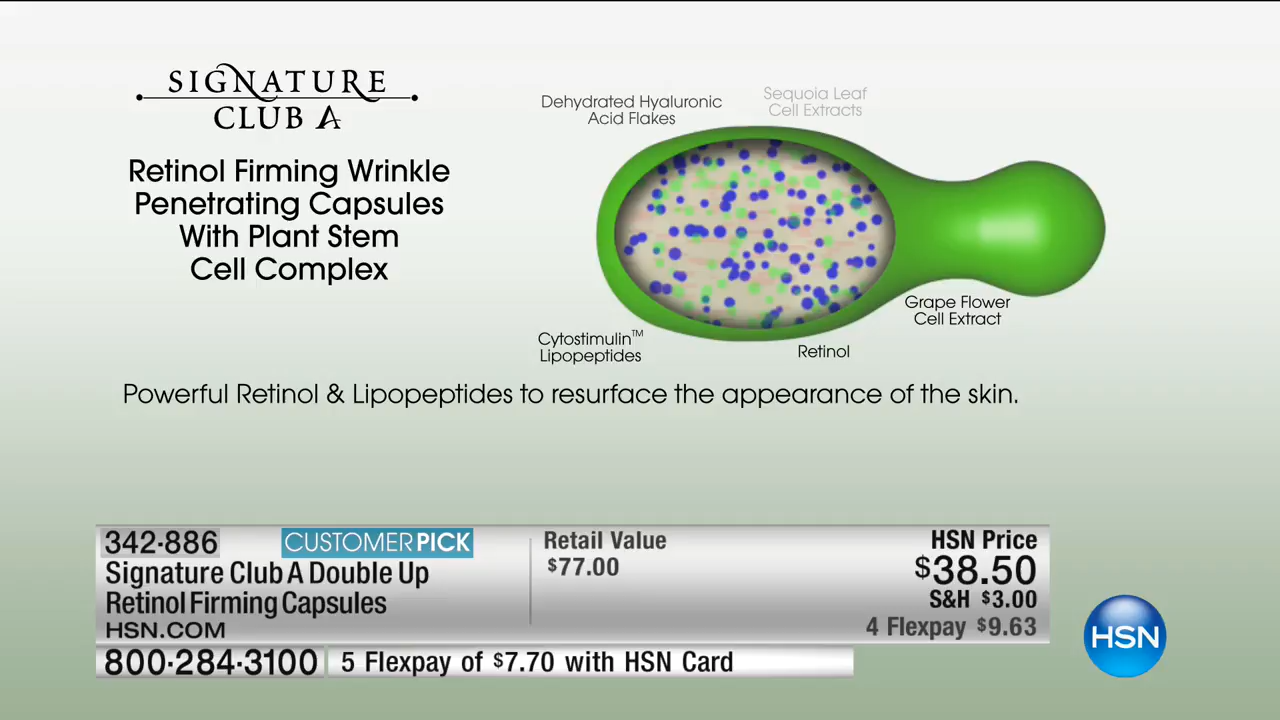 SIGNATURE
CLUB A
Retinol Firming Wrinkle
Penetrating Capsules
With Plant Stem
Cell Complex
Dehydrated Hyaluronic
Acid Flakes
Sequoia Leaf
Cell Extracts
Grape Flower
Cell Extract
Cytostimulin™
Lipopeptides
Retinol
Powerful Retinol & Lipopeptides to resurface the appearance of the skin.
342-886
CUSTOMERPICK
Signature Club A Double Up
Retinol Firming Capsules
HSN.COM
Retail Value
$77.00
HSN Price
$38.50
S&H $3.00
4 Flexpay $9.63
800-284-3100
5 Flexpay of $7.70 with HSN Card
HSN